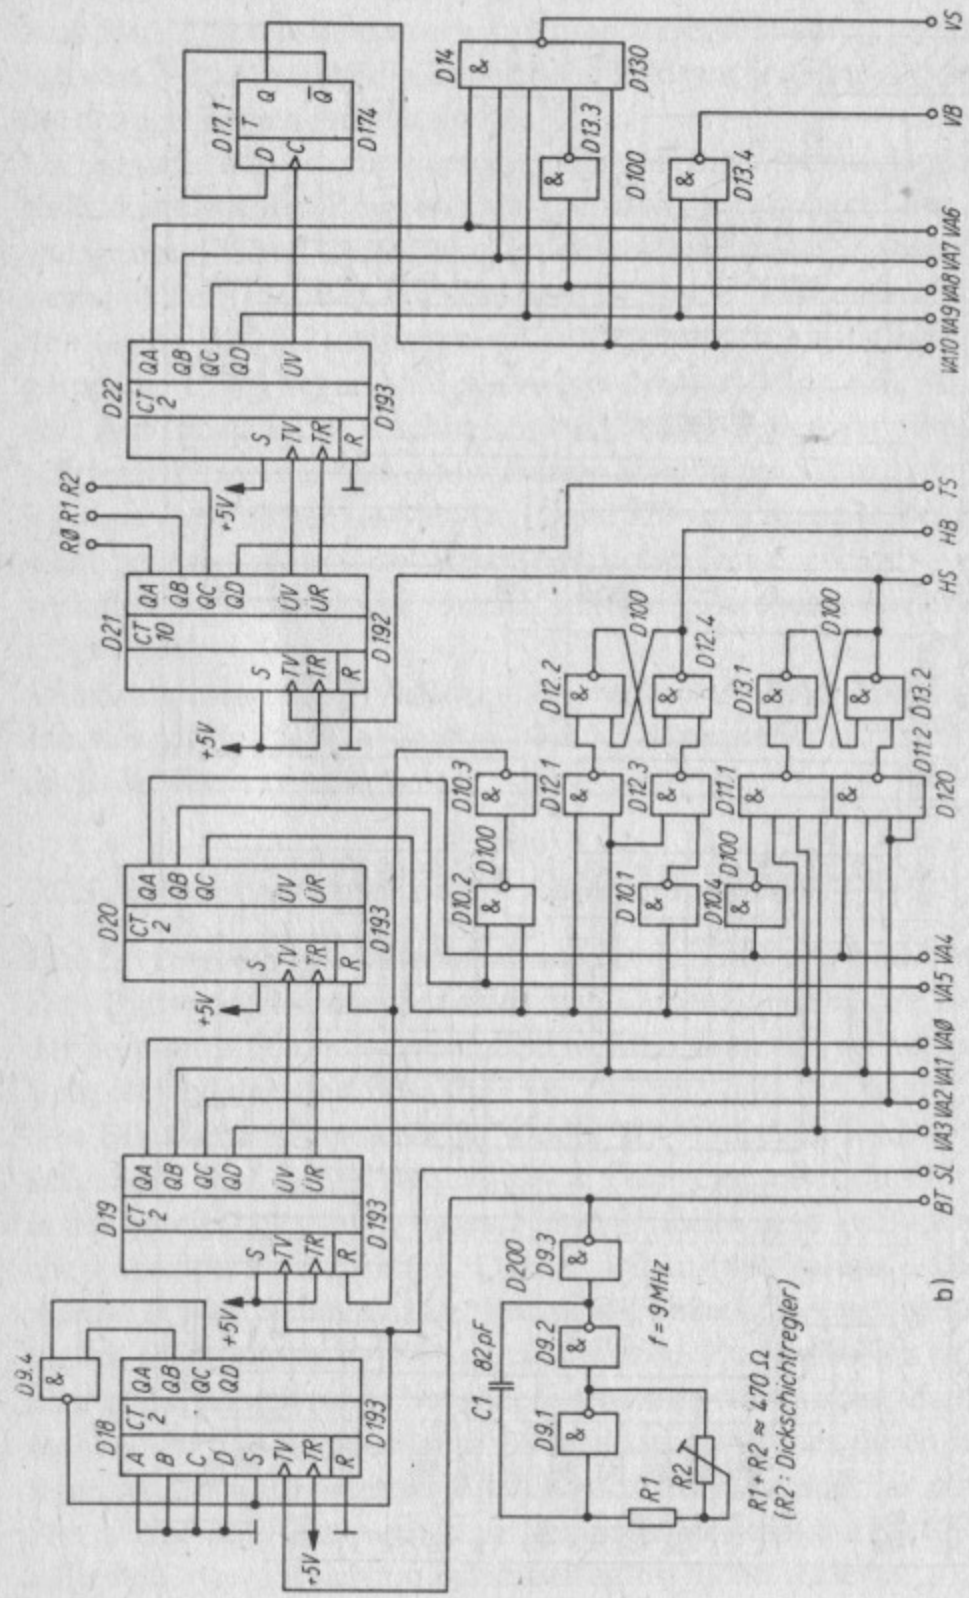 D9.4
&
D18
A
B
C
D
S
TV
TR
R
CT
2
QA
QB
QC
QD
D193
+5V
D19
CT
2
QA
QB
QC
QD
ÜV
ÜR
S
TV
TR
R
D193
+5V
D20
CT
2
QA
QB
QC
ÜV
ÜR
S
TV
TR
R
D193
+5V
D21
CT
10
QA
QB
QC
QD
ÜV
ÜR
S
TV
TR
R
D192
+5V
RØ R1 R2
D22
CT
2
QA
QB
QC
QD
ÜV
S
TV
TR
R
D193
+5V
D17.1
D
C
T
Q
Q̅
D174
C1
82pF
D200
D9.1
&
D9.2
&
D9.3
&
R1
R2
f = 9MHz
R1+R2 ≈ 470 Ω
(R2 : Dickschichtregler)
D10.2
&
D100
D10.3
&
D12.1
&
D12.2
&
D100
D10.1
&
D12.3
&
D12.4
&
D10.4
&
D100
D11.1
&
D13.1
&
D100
&
D11.2
D120
&
D13.2
D14
&
D130
&
D13.3
D100
&
D13.4
BT
SL
VA3
VA2
VA1
VAØ
VA5
VA4
HS
HB
TS
VA10
VA9
VA8
VA7
VA6
VB
VS
b)